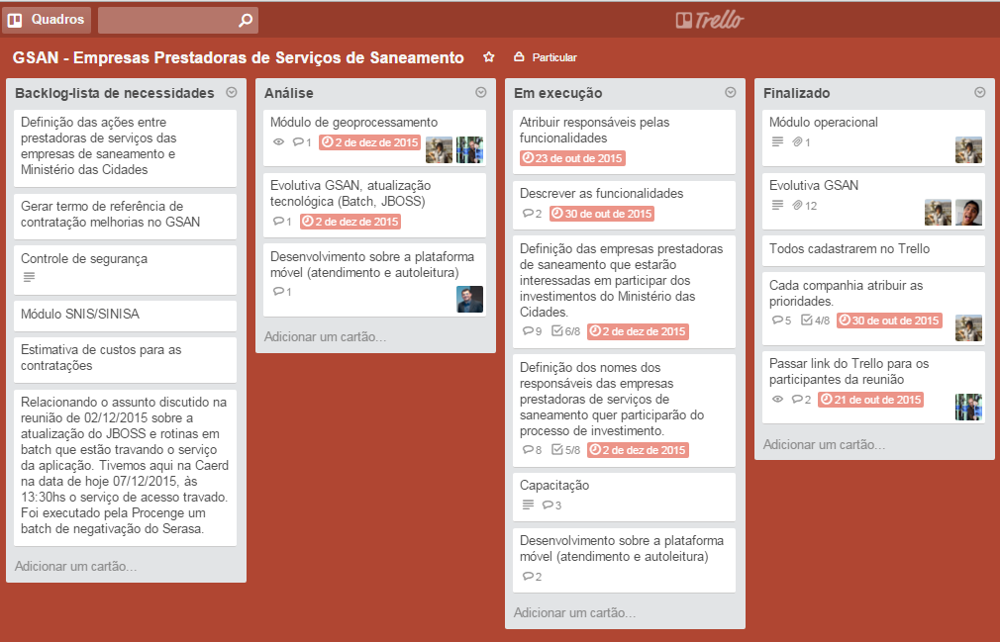 Quadros
Trello
GSAN - Empresas Prestadoras de Serviços de Saneamento
Particular
Backlog-lista de necessidades
Definição das ações entre
prestadoras de serviços das
empresas de saneamento e
Ministério das Cidades
Gerar termo de referência de
contratação melhorias no GSAN
Controle de segurança
Módulo SNIS/SINISA
Estimativa de custos para as
contratações
Relacionando o assunto discutido na
reunião de 02/12/2015 sobre a
atualização do JBOSS e rotinas em
batch que estão travando o serviço
da aplicação. Tivemos aqui na Caerd
na data de hoje 07/12/2015, às
13:30hs o serviço de acesso travado.
Foi executado pela Procenge um
batch de negativação do Serasa.
Adicionar um cartão...
Análise
Módulo de geoprocessamento
1 2 de dez de 2015
Evolutiva GSAN, atualização
tecnológica (Batch, JBOSS)
1 2 de dez de 2015
Desenvolvimento sobre a plataforma
móvel (atendimento e autoleitura)
1
Adicionar um cartão...
Em execução
Atribuir responsáveis pelas
funcionalidades
23 de out de 2015
Descrever as funcionalidades
2 30 de out de 2015
Definição das empresas prestadoras
de saneamento que estarão
interessadas em participar dos
investimentos do Ministério das
Cidades.
9 6/8 2 de dez de 2015
Definição dos nomes dos
responsáveis das empresas
prestadoras de serviços de
saneamento quer participarão do
processo de investimento.
8 5/8 2 de dez de 2015
Capacitação
3
Desenvolvimento sobre a plataforma
móvel (atendimento e autoleitura)
2
Adicionar um cartão...
Finalizado
Módulo operacional
1
Evolutiva GSAN
12
Todos cadastrarem no Trello
Cada companhia atribuir as
prioridades.
5 4/8 30 de out de 2015
Passar link do Trello para os
participantes da reunião
2 21 de out de 2015
Adicionar um cartão...